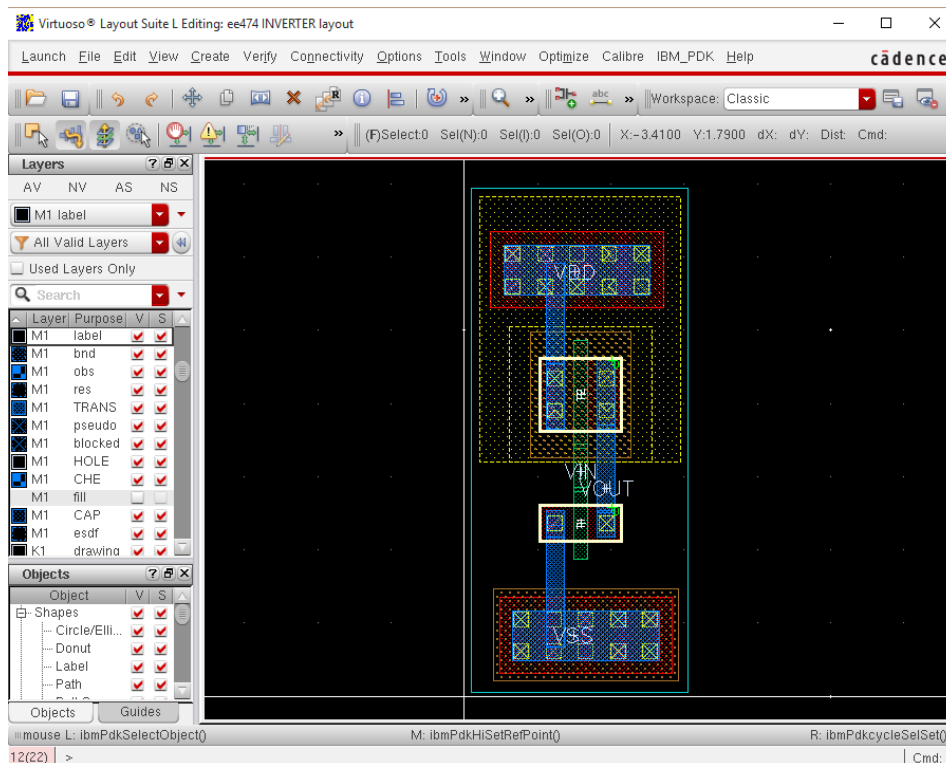 Virtuoso® Layout Suite L Editing: ee474 INVERTER layout
Launch File Edit View Create Verify Connectivity Options Tools Window Optimize Calibre IBM_PDK Help cādence
R abc Workspace: Classic
(F)Select:0 Sel(N):0 Sel(I):0 Sel(O):0 X:-3.4100 Y:1.7900 dX: dY: Dist: Cmd:
Layers
AV NV AS NS
M1 label
All Valid Layers
Used Layers Only
Search
Layer Purpose V S
M1 label
M1 bnd
M1 obs
M1 res
M1 TRANS
M1 pseudo
M1 blocked
M1 HOLE
M1 CHE
M1 fill
M1 CAP
M1 esdf
K1 drawing
VDD
VIN
VOUT
VSS
Objects
Object V S
Shapes
Circle/Elli...
Donut
Label
Path
Objects Guides
mouse L: ibmPdkSelectObject() M: ibmPdkHiSetRefPoint() R: ibmPdkcycleSelSet()
12(22) > Cmd: